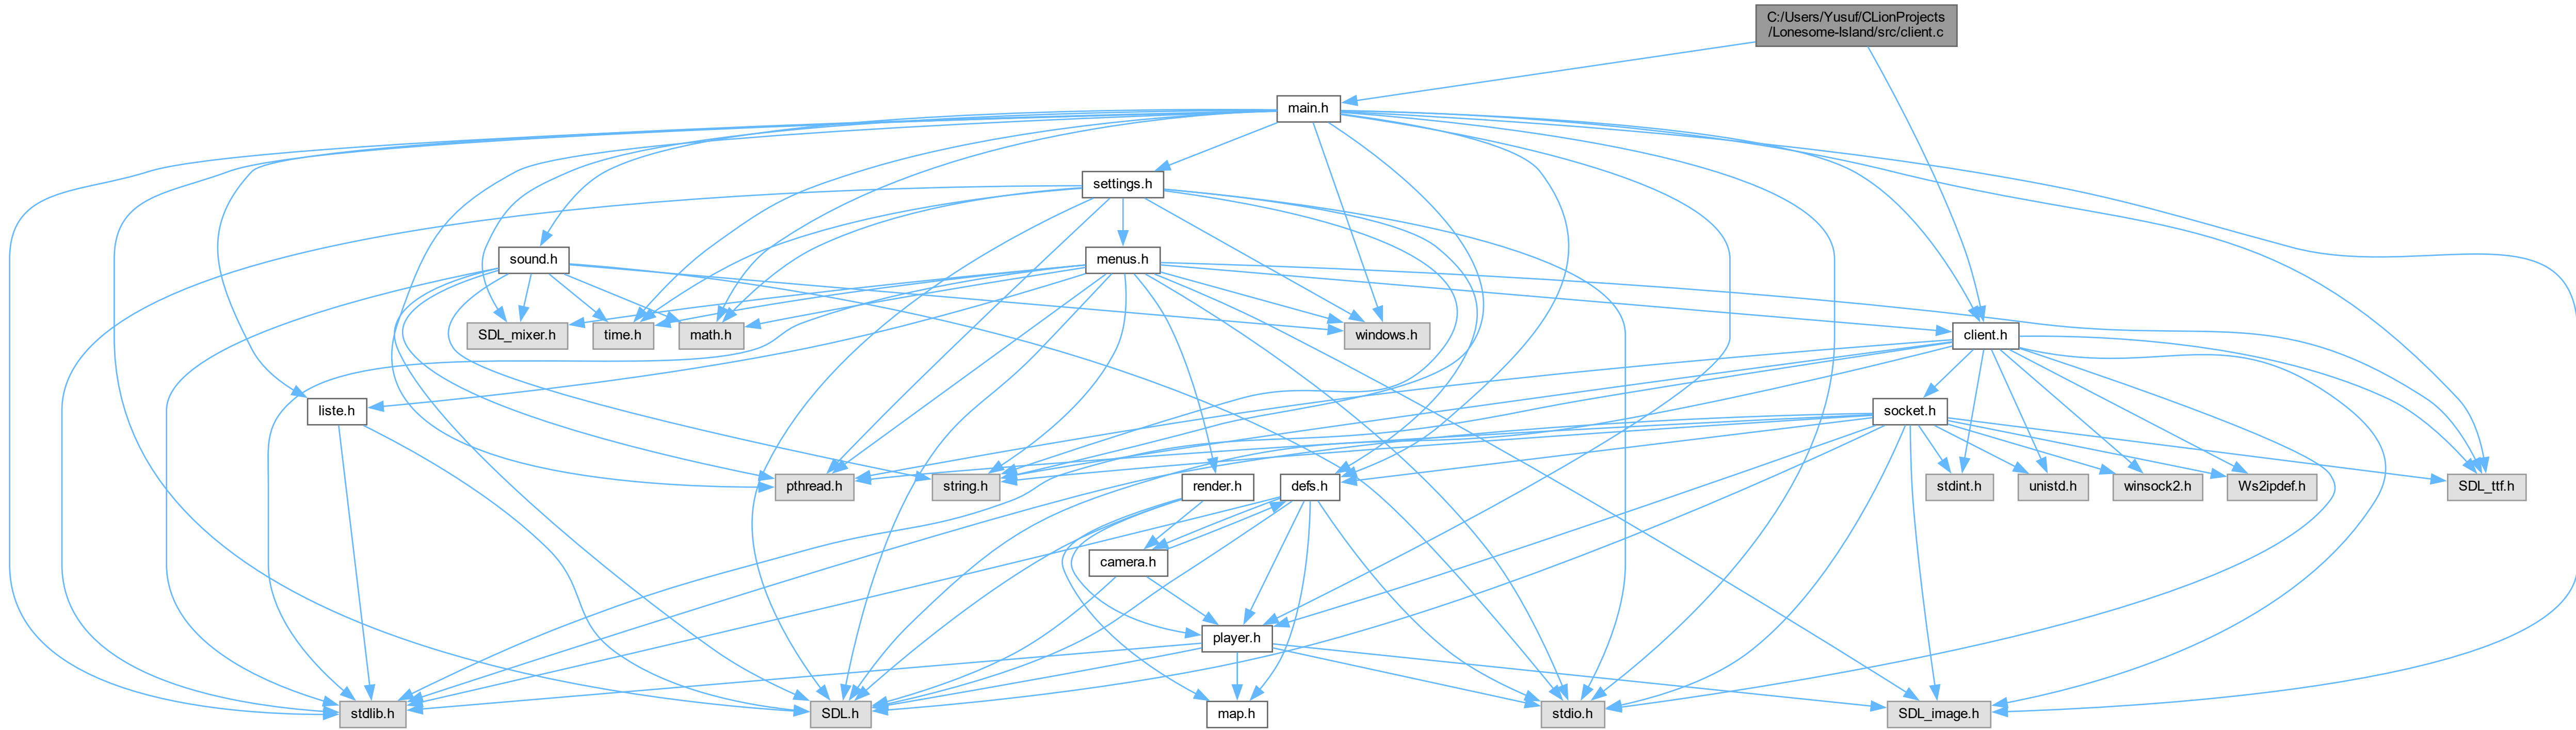 C:/Users/Yusuf/CLionProjects
/Lonesome-Island/src/client.c
main.h
settings.h
sound.h
menus.h
SDL_mixer.h
time.h
math.h
windows.h
client.h
liste.h
socket.h
pthread.h
string.h
render.h
defs.h
stdint.h
unistd.h
winsock2.h
Ws2ipdef.h
SDL_ttf.h
camera.h
player.h
stdlib.h
SDL.h
map.h
stdio.h
SDL_image.h